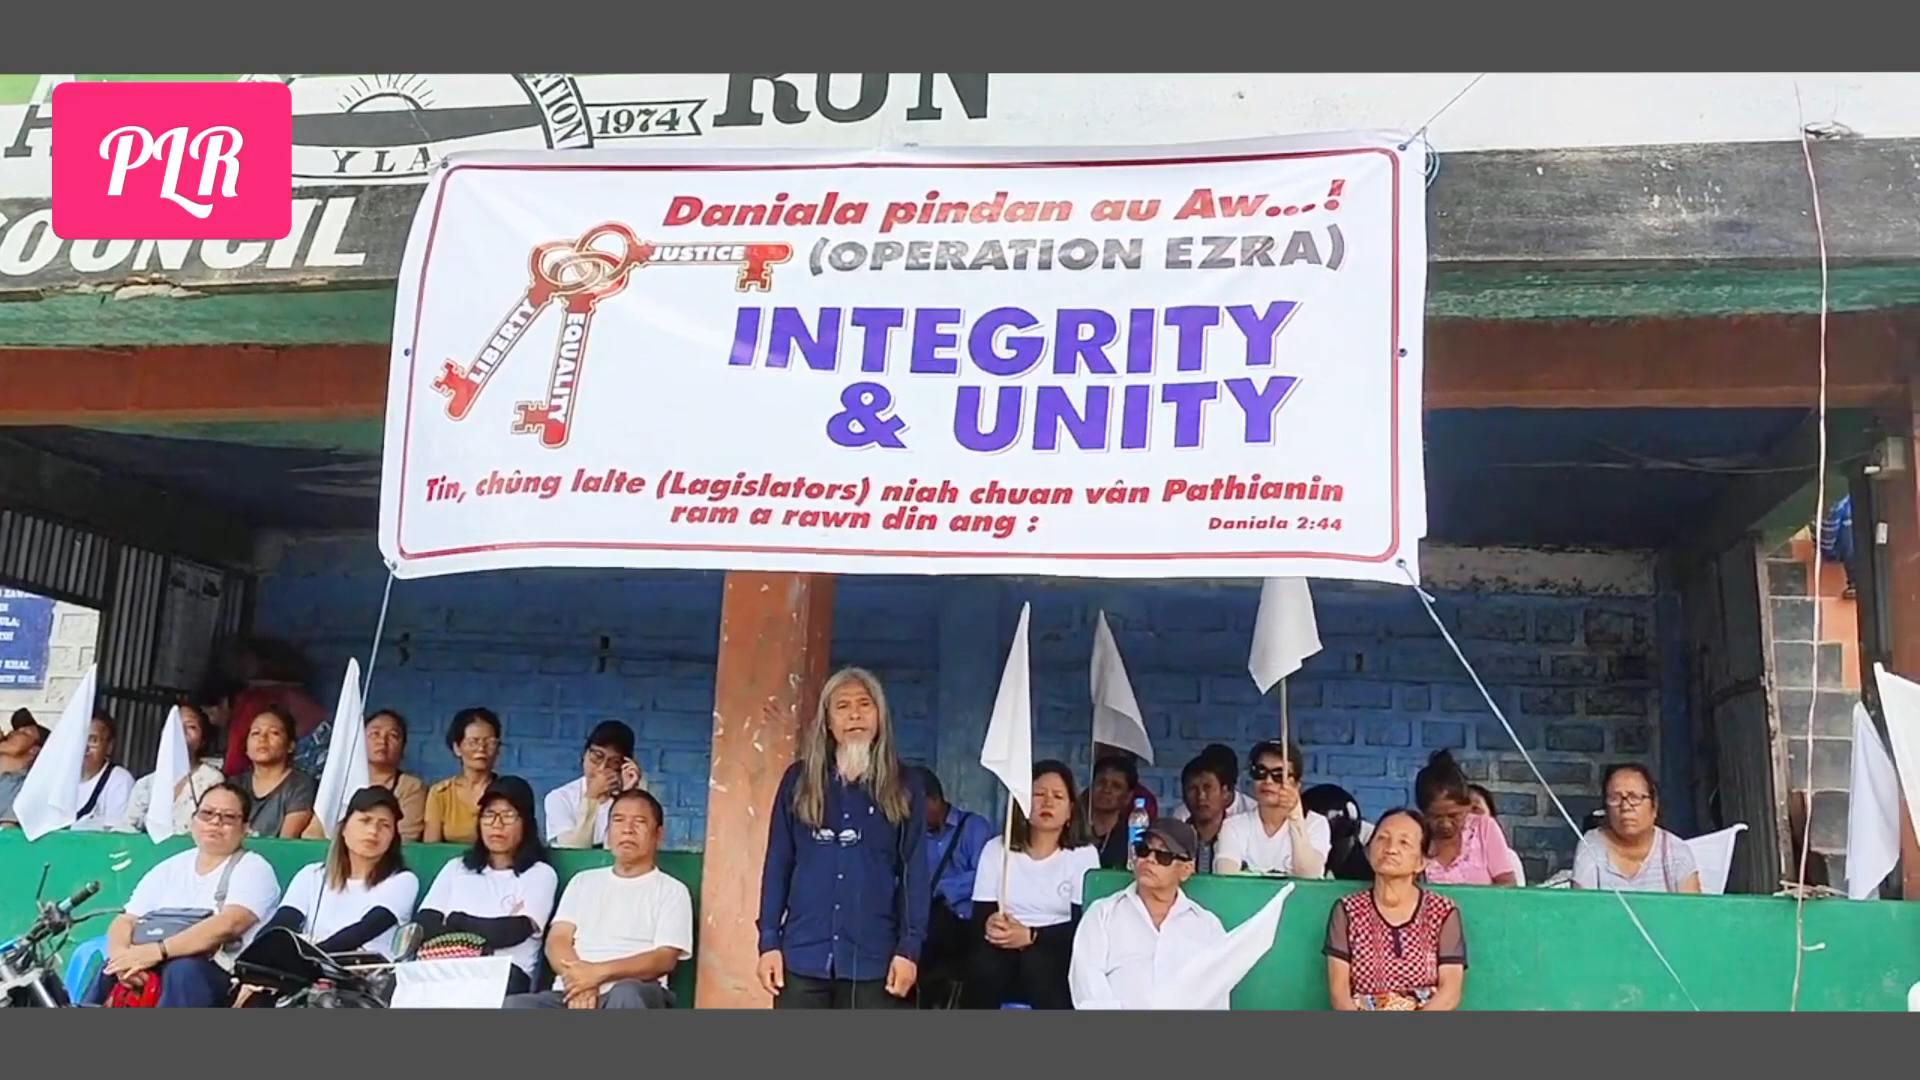 RUN
1974
YLA
PLR
COUNCIL
Daniala pindan au Aw...!
(OPERATION EZRA)
JUSTICE
LIBERTY
EQUALITY
INTEGRITY
& UNITY
Tin, chûng lalte (Lagislators) niah chuan vân Pathianin
ram a rawn din ang :
Daniala 2:44